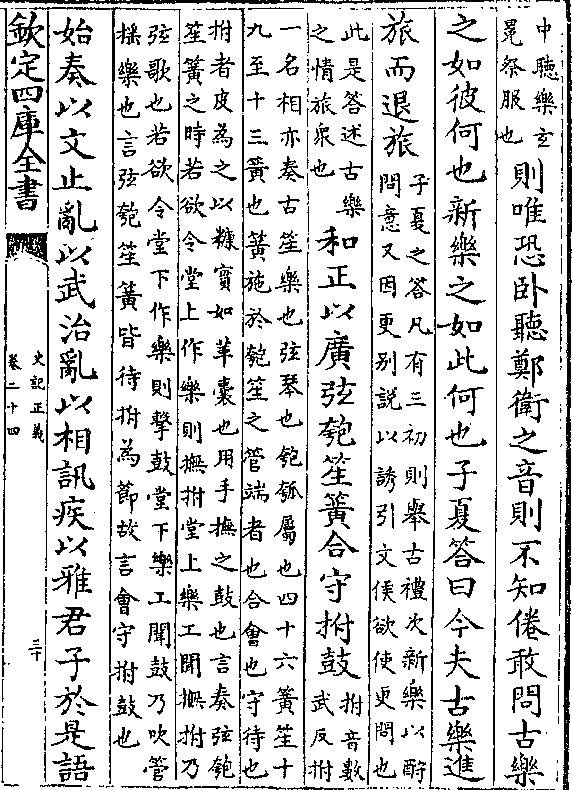 中聽樂玄
冕祭服也
則唯恐卧聽鄭衛之音則不知倦敢問古樂
之如彼何也新樂之如此何也子夏答曰今夫古樂進
旅而退旅
子夏之答凡有三初則舉古禮次新樂以酧
問意又因更别說以誘引文侯欲使更問也
此是答述古樂
之情旅衆也
和正以廣弦匏笙簧合守拊鼓
拊音敷
武反拊
一名相亦奏古笙樂也弦琴也匏瓠屬也四十六簧笙十
九至十三簧也簧施於匏笙之管端者也合會也守待也
拊者皮為之以糠實如革囊也用手撫之鼓也言奏弦匏
笙簧之時若欲令堂上作樂則撫拊堂上樂工聞撫拊乃
弦歌也若欲令堂下作樂則擊鼓堂下樂工聞鼓乃吹管
操樂也言弦匏笙簧皆待拊為節故言會守拊鼓也
始奏以文止亂以武治亂以相訊疾以雅君子於是語
欽定四庫全書
史記正義
卷二十四
三十